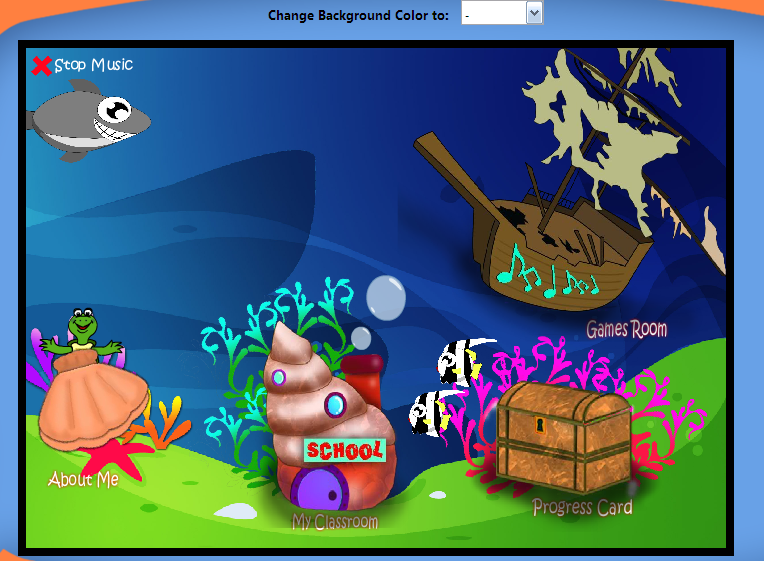 Change Background Color to: -
Stop Music
Games Room
About Me
SCHOOL
My Classroom
Progress Card